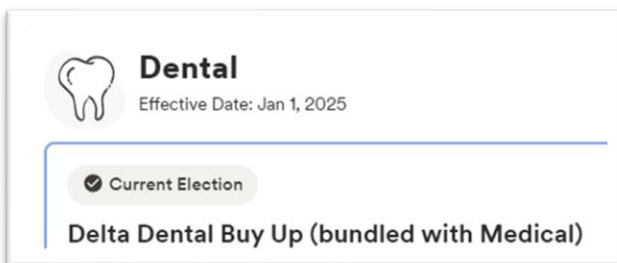 Dental
Effective Date: Jan 1, 2025
Current Election
Delta Dental Buy Up (bundled with Medical)